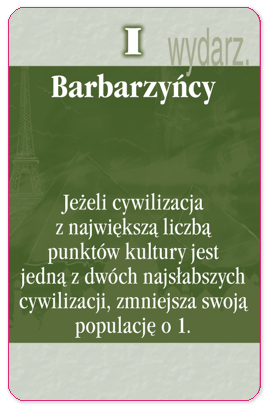 I
wydarz.
Barbarzyńcy
Jeżeli cywilizacja
z największą liczbą
punktów kultury jest
jedną z dwóch najsłabszych
cywilizacji, zmniejsza swoją
populację o 1.